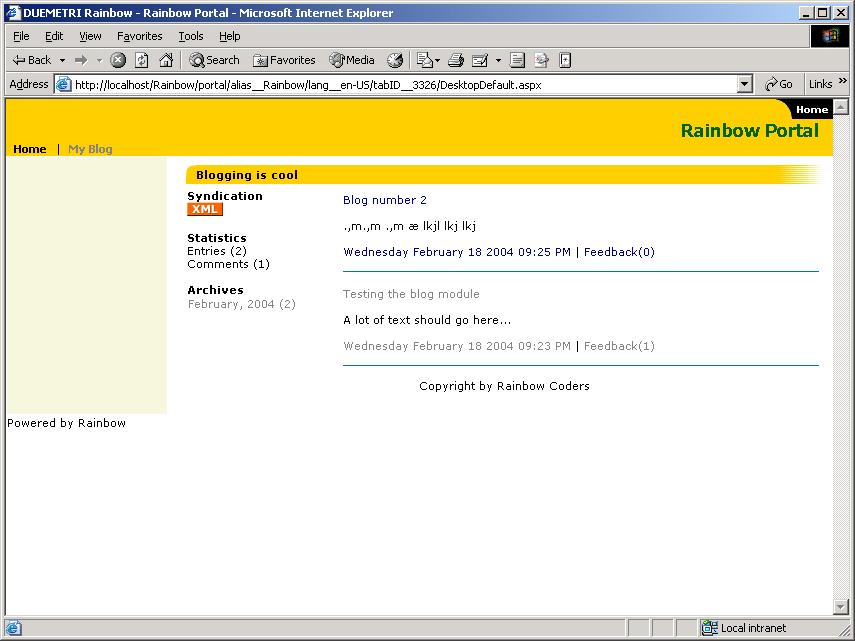 DUEMETRI Rainbow - Rainbow Portal - Microsoft Internet Explorer
File Edit View Favorites Tools Help
Back Search Favorites Media
Address http://localhost/Rainbow/portal/alias__Rainbow/lang__en-US/tabID__3326/DesktopDefault.aspx Go Links »
Home
Rainbow Portal
Home | My Blog
Blogging is cool
Syndication
XML
Statistics
Entries (2)
Comments (1)
Archives
February, 2004 (2)
Blog number 2
.,m.,m .,m æ lkjl lkj lkj
Wednesday February 18 2004 09:25 PM | Feedback(0)
Testing the blog module
A lot of text should go here...
Wednesday February 18 2004 09:23 PM | Feedback(1)
Copyright by Rainbow Coders
Powered by Rainbow
Local intranet